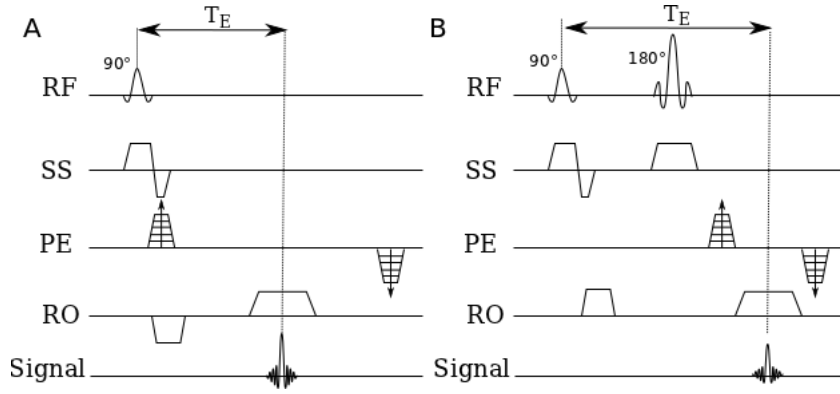 A
T_E
90°
RF
SS
PE
RO
Signal
B
T_E
90°
180°
RF
SS
PE
RO
Signal